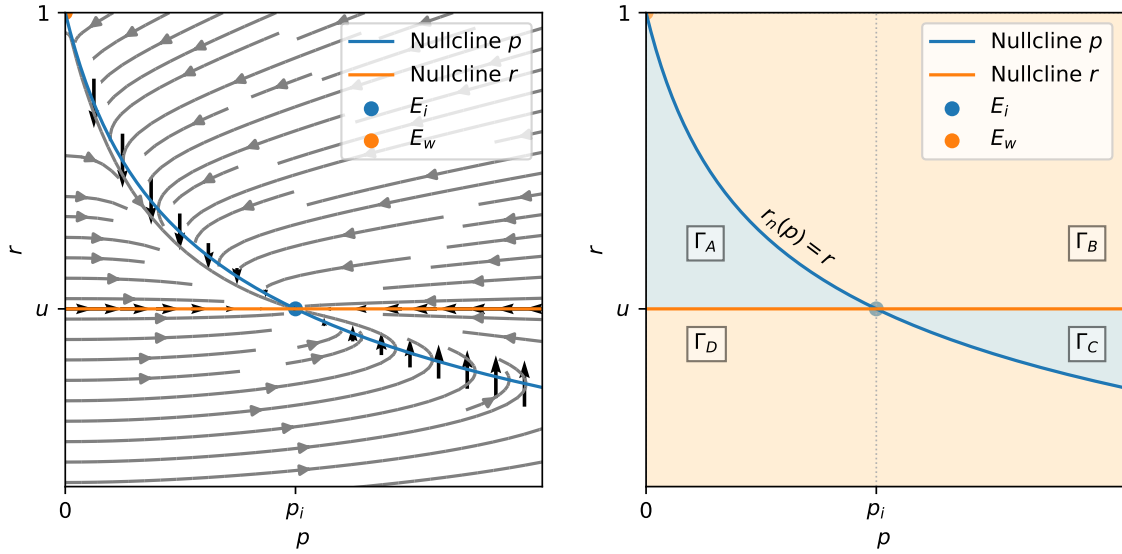 1
r
u
0
p_i
p
Nullcline p
Nullcline r
E_i
E_w
1
r
u
0
p_i
p
Nullcline p
Nullcline r
E_i
E_w
r_n(p) = r
Γ_A
Γ_B
Γ_D
Γ_C